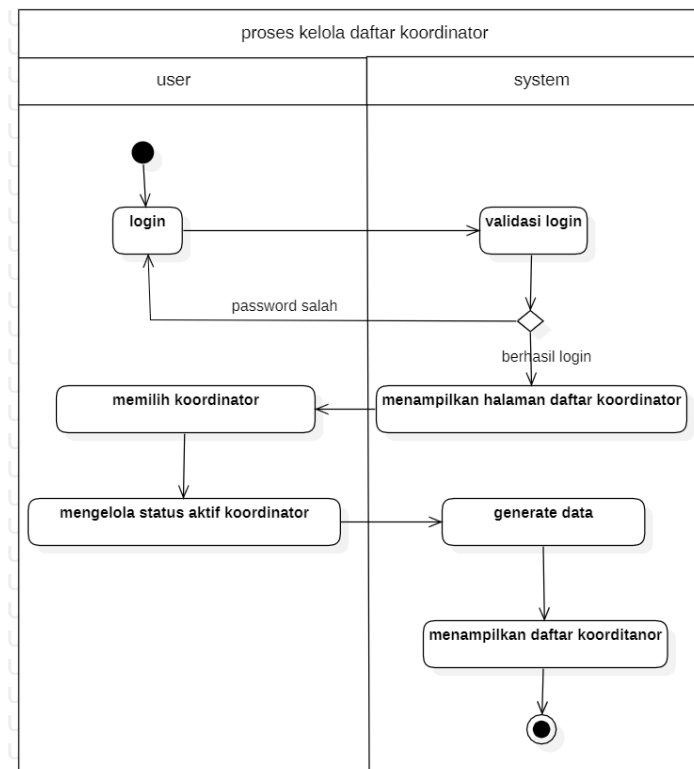 proses kelola daftar koordinator
user
system
login
validasi login
password salah
berhasil login
memilih koordinator
menampilkan halaman daftar koordinator
mengelola status aktif koordinator
generate data
menampilkan daftar koorditanor